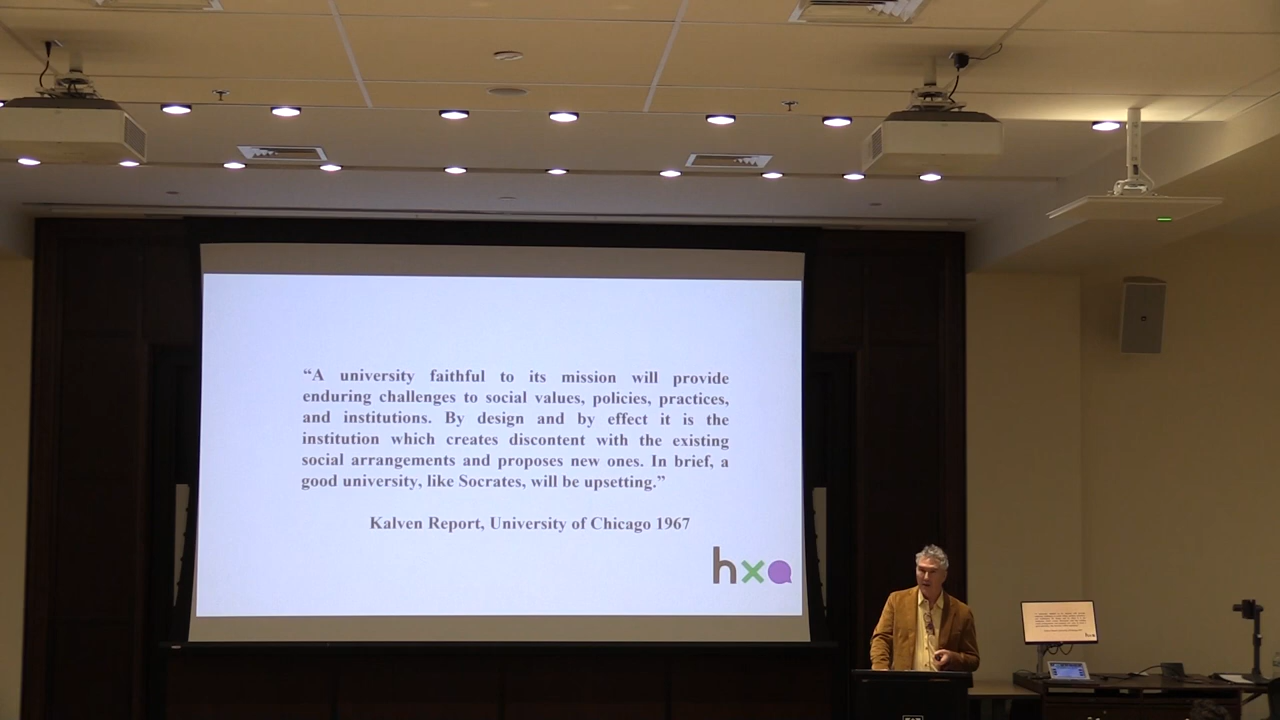 “A university faithful to its mission will provide
enduring challenges to social values, policies, practices,
and institutions. By design and by effect it is the
institution which creates discontent with the existing
social arrangements and proposes new ones. In brief, a
good university, like Socrates, will be upsetting.”
Kalven Report, University of Chicago 1967
hxa